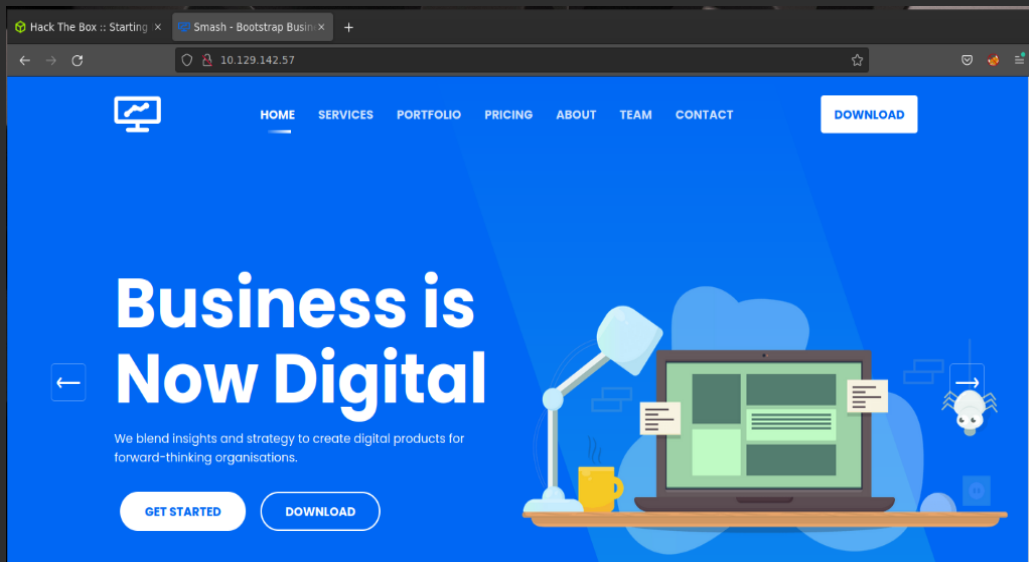 Hack The Box :: Starting
Smash - Bootstrap Busin
10.129.142.57
HOME SERVICES PORTFOLIO PRICING ABOUT TEAM CONTACT DOWNLOAD
Business is
Now Digital
We blend insights and strategy to create digital products for
forward-thinking organisations.
GET STARTED DOWNLOAD